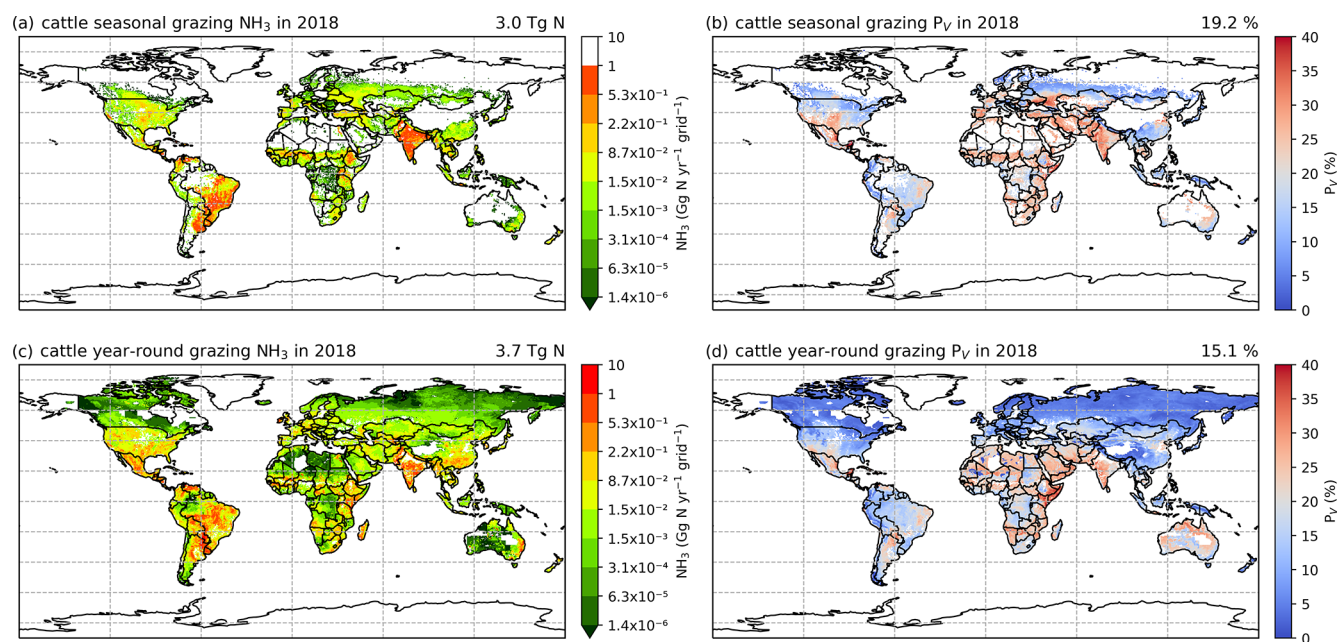 (a) cattle seasonal grazing NH₃ in 2018 3.0 Tg N
10
1
5.3x10⁻¹
2.2x10⁻¹
8.7x10⁻²
1.5x10⁻²
1.5x10⁻³
3.1x10⁻⁴
6.3x10⁻⁵
1.4x10⁻⁶
NH₃ (Gg N yr⁻¹ grid⁻¹)
(b) cattle seasonal grazing Pᵥ in 2018 19.2 %
40
35
30
25
20
15
10
5
0
Pᵥ (%)
(c) cattle year-round grazing NH₃ in 2018 3.7 Tg N
10
1
5.3x10⁻¹
2.2x10⁻¹
8.7x10⁻²
1.5x10⁻²
1.5x10⁻³
3.1x10⁻⁴
6.3x10⁻⁵
1.4x10⁻⁶
NH₃ (Gg N yr⁻¹ grid⁻¹)
(d) cattle year-round grazing Pᵥ in 2018 15.1 %
40
35
30
25
20
15
10
5
0
Pᵥ (%)